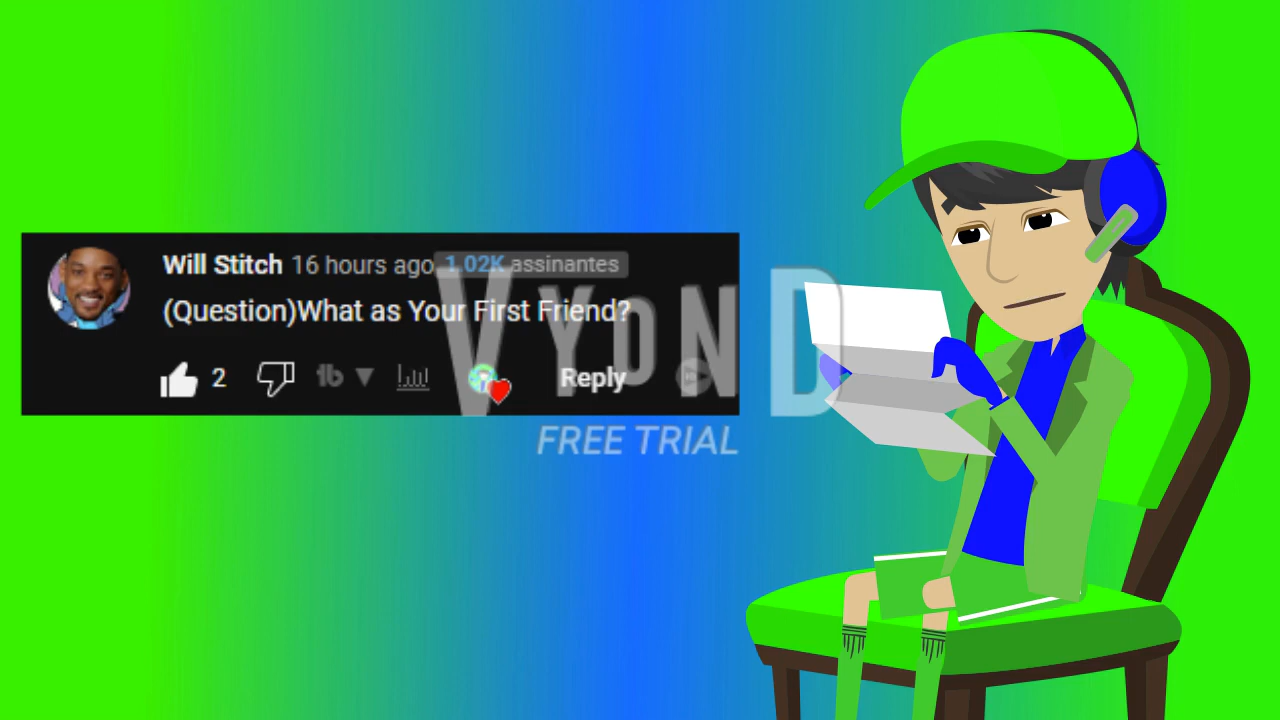 Will Stitch 16 hours ago 1.02K assinantes
(Question)What as Your First Friend?
2 Reply
VYOND
FREE TRIAL